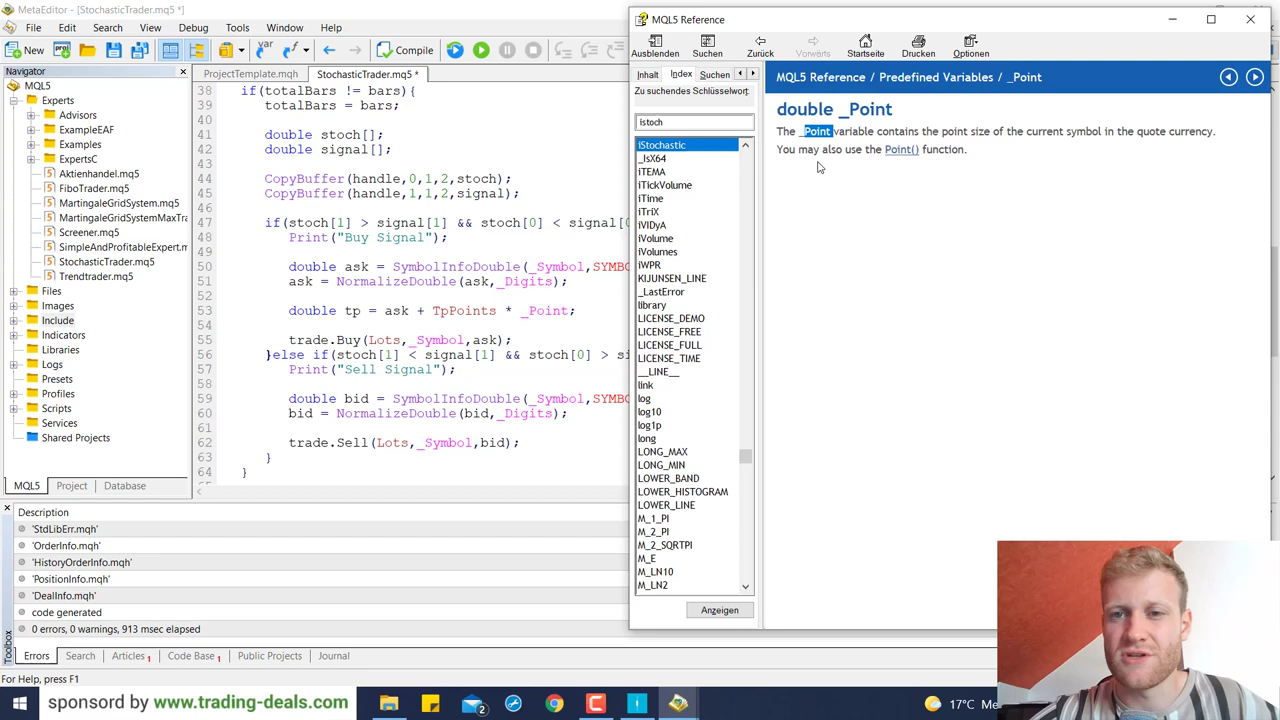 MetaEditor - [StochasticTrader.mq5 *]
File Edit Search View Debug Tools Window Help
New Compile
Navigator
MQL5
Experts
Advisors
ExampleEAF
Examples
ExpertsC
Aktienhandel.mq5
FiboTrader.mq5
MartingaleGridSystem.mq5
MartingaleGridSystemMaxTra
Screener.mq5
SimpleAndProfitableExpert.m
StochasticTrader.mq5
Trendtrader.mq5
Files
Images
Include
Indicators
Libraries
Logs
Presets
Profiles
Scripts
Services
Shared Projects
MQL5 Project Database
ProjectTemplate.mqh StochasticTrader.mq5 *
38 if(totalBars != bars){
39 totalBars = bars;
40
41 double stoch[];
42 double signal[];
43
44 CopyBuffer(handle,0,1,2,stoch);
45 CopyBuffer(handle,1,1,2,signal);
46
47 if(stoch[1] > signal[1] && stoch[0] < signal[0
48 Print("Buy Signal");
49
50 double ask = SymbolInfoDouble(_Symbol,SYMBO
51 ask = NormalizeDouble(ask,_Digits);
52
53 double tp = ask + TpPoints * _Point;
54
55 trade.Buy(Lots,_Symbol,ask);
56 }else if(stoch[1] < signal[1] && stoch[0] > si
57 Print("Sell Signal");
58
59 double bid = SymbolInfoDouble(_Symbol,SYMBO
60 bid = NormalizeDouble(bid,_Digits);
61
62 trade.Sell(Lots,_Symbol,bid);
63 }
64 }
MQL5 Reference
Ausblenden Suchen Zurück Vorwärts Startseite Drucken Optionen
Inhalt Index Suchen
Zu suchendes Schlüsselwort:
istoch
iStochastic
_IsX64
iTEMA
iTickVolume
iTime
iTriX
iVIDyA
iVolume
iVolumes
iWPR
KIJUNSEN_LINE
_LastError
library
LICENSE_DEMO
LICENSE_FREE
LICENSE_FULL
LICENSE_TIME
__LINE__
link
log
log10
log1p
long
LONG_MAX
LONG_MIN
LOWER_BAND
LOWER_HISTOGRAM
LOWER_LINE
M_1_PI
M_2_PI
M_2_SQRTPI
M_E
M_LN10
M_LN2
Anzeigen
MQL5 Reference / Predefined Variables / _Point
double _Point
The _Point variable contains the point size of the current symbol in the quote currency.
You may also use the Point() function.
Description
'StdLibErr.mqh'
'OrderInfo.mqh'
'HistoryOrderInfo.mqh'
'PositionInfo.mqh'
'DealInfo.mqh'
code generated
0 errors, 0 warnings, 913 msec elapsed
Toolbox
Errors Search Articles 1 Code Base 1 Public Projects Journal
For Help, press F1
sponsord by www.trading-deals.com
2
17°C